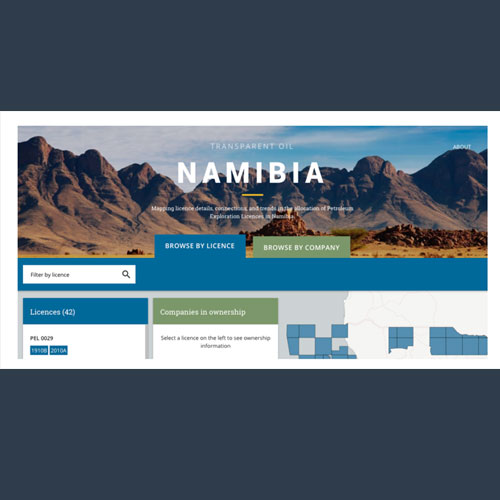 TRANSPARENT OIL
ABOUT
NAMIBIA
Mapping licence details, connections, and trends in the allocation of Petroleum
Exploration Licences in Namibia
BROWSE BY LICENCE
BROWSE BY COMPANY
Filter by licence
Licences (42)
Companies in ownership
PEL 0029
Select a licence on the left to see ownership
information
1910B 2010A